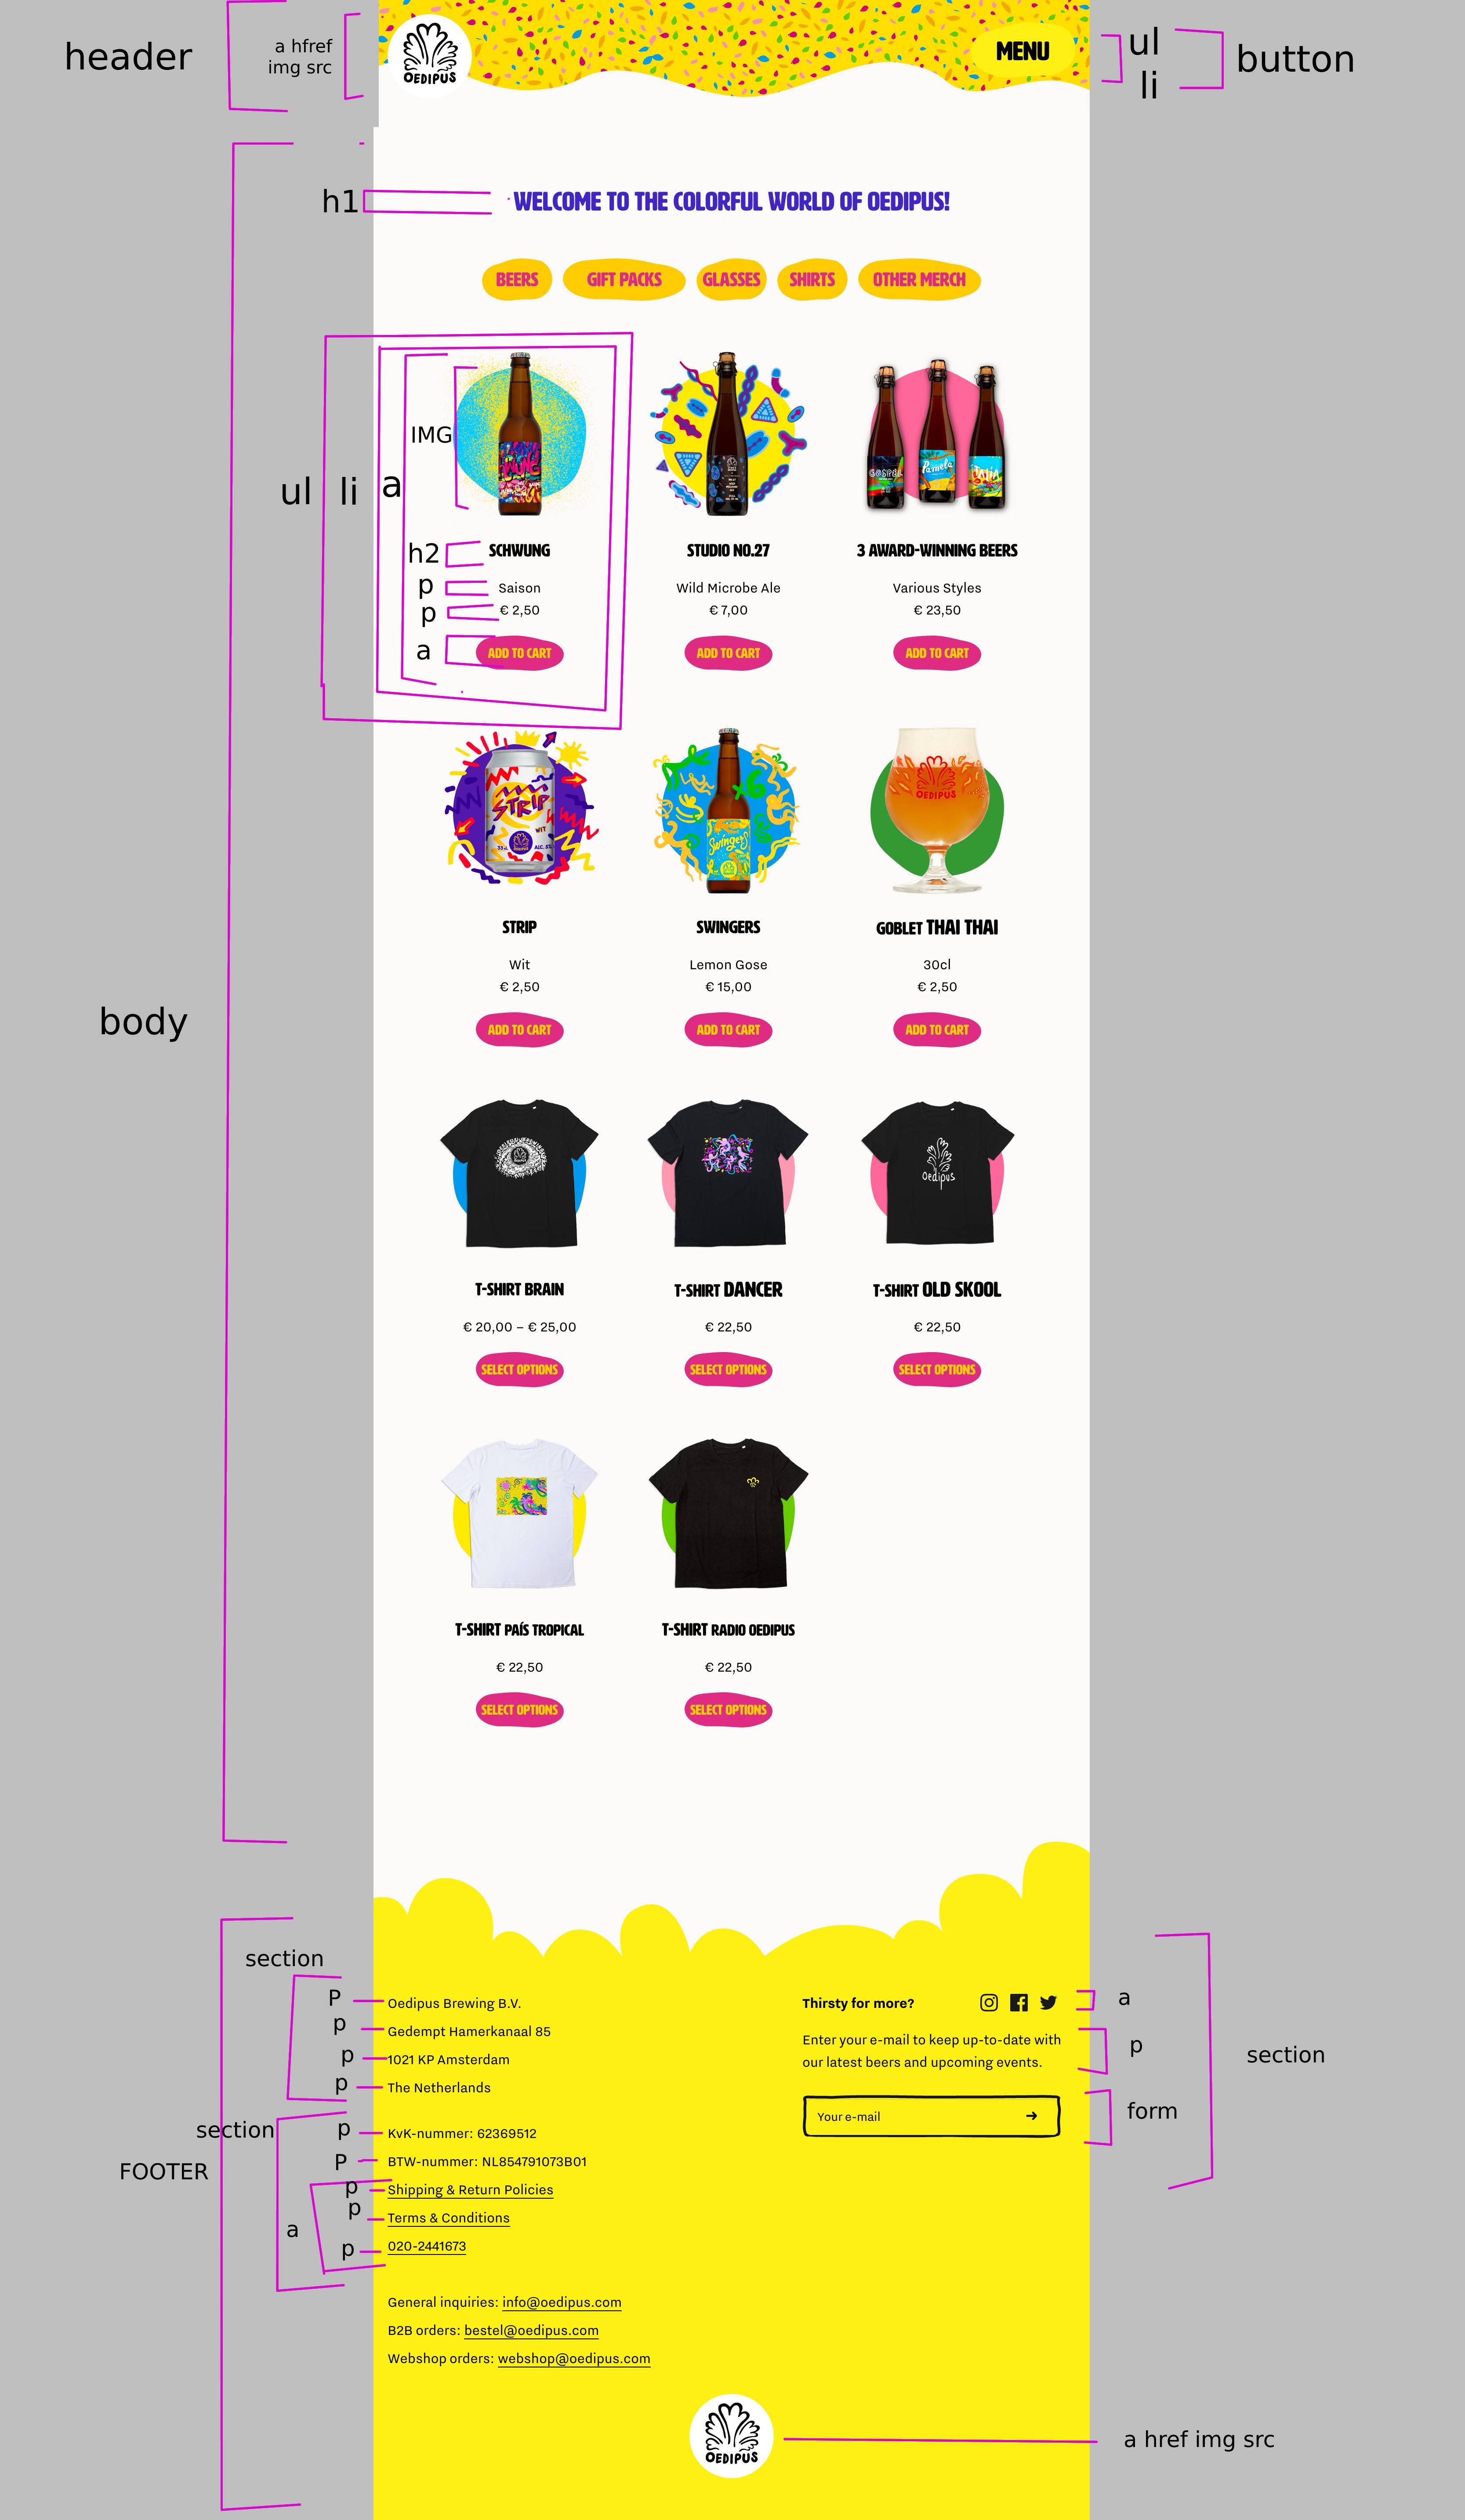 header
a hfref
img src
OEDIPUS
MENU
ul
li
button
h1
WELCOME TO THE COLORFUL WORLD OF OEDIPUS!
BEERS GIFT PACKS GLASSES SHIRTS OTHER MERCH
IMG
ul li a
GOSPEL Pamela
h2
SCHWUNG STUDIO NO.27 3 AWARD-WINNING BEERS
p
Saison Wild Microbe Ale Various Styles
p
€ 2,50 € 7,00 € 23,50
a
ADD TO CART ADD TO CART ADD TO CART
STRIP
WIT
×6
Swingers
OEDIPUS
STRIP SWINGERS GOBLET THAI THAI
Wit Lemon Gose 30cl
€ 2,50 € 15,00 € 2,50
body
ADD TO CART ADD TO CART ADD TO CART
Oedipus
T-SHIRT BRAIN T-SHIRT DANCER T-SHIRT OLD SKOOL
€ 20,00 – € 25,00 € 22,50 € 22,50
SELECT OPTIONS SELECT OPTIONS SELECT OPTIONS
T-SHIRT PAÍS TROPICAL T-SHIRT RADIO OEDIPUS
€ 22,50 € 22,50
SELECT OPTIONS SELECT OPTIONS
section
P
Oedipus Brewing B.V.
p
Gedempt Hamerkanaal 85
p
1021 KP Amsterdam
p
The Netherlands
section
p
KvK-nummer: 62369512
P
BTW-nummer: NL854791073B01
FOOTER
p
Shipping & Return Policies
p
Terms & Conditions
a
p
020-2441673
General inquiries: info@oedipus.com
B2B orders: bestel@oedipus.com
Webshop orders: webshop@oedipus.com
Thirsty for more?
a
Enter your e-mail to keep up-to-date with
our latest beers and upcoming events.
p
section
Your e-mail →
form
OEDIPUS
a href img src